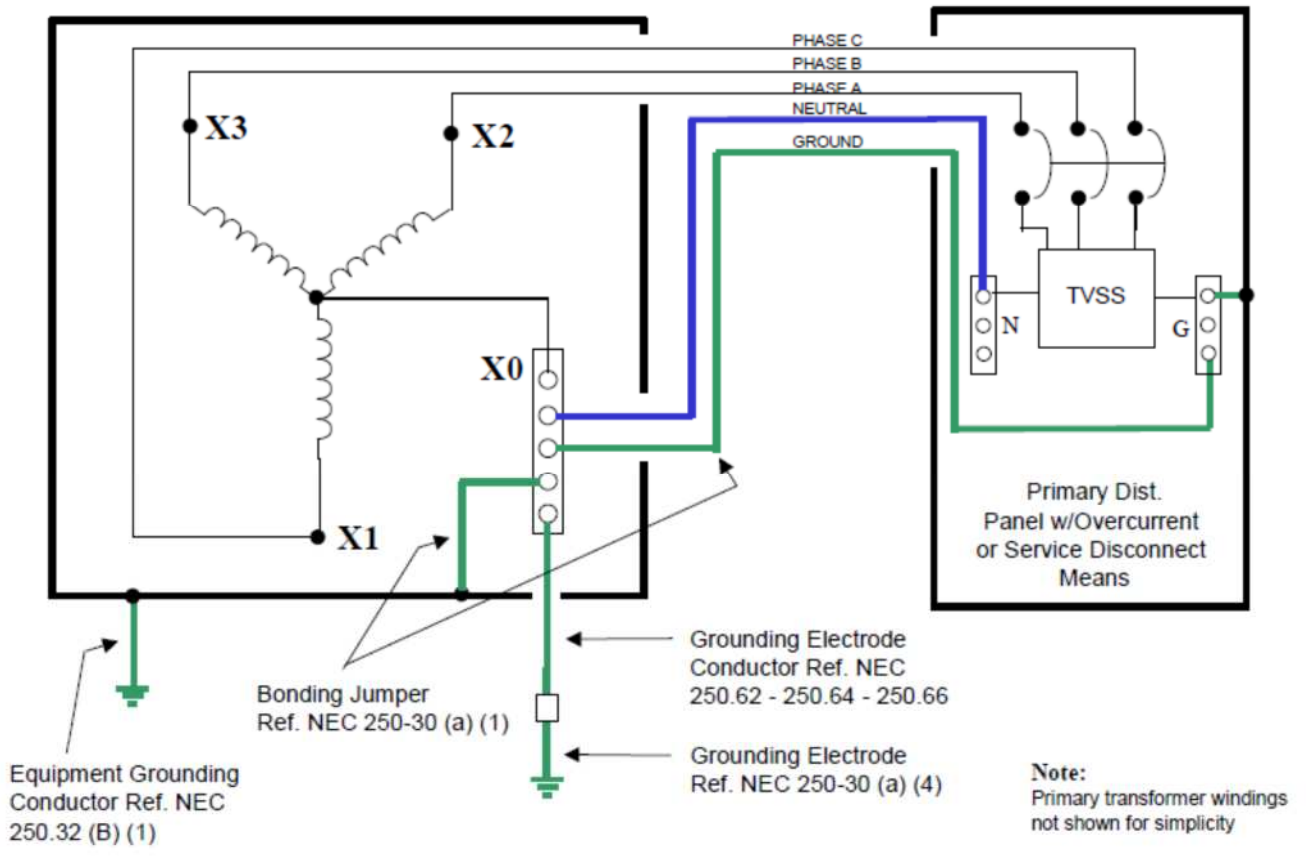 PHASE C
PHASE B
PHASE A
NEUTRAL
GROUND
X3
X2
X0
X1
TVSS
N
G
Primary Dist.
Panel w/Overcurrent
or Service Disconnect
Means
Grounding Electrode
Conductor Ref. NEC
250.62 - 250.64 - 250.66
Bonding Jumper
Ref. NEC 250-30 (a) (1)
Grounding Electrode
Ref. NEC 250-30 (a) (4)
Equipment Grounding
Conductor Ref. NEC
250.32 (B) (1)
Note:
Primary transformer windings
not shown for simplicity